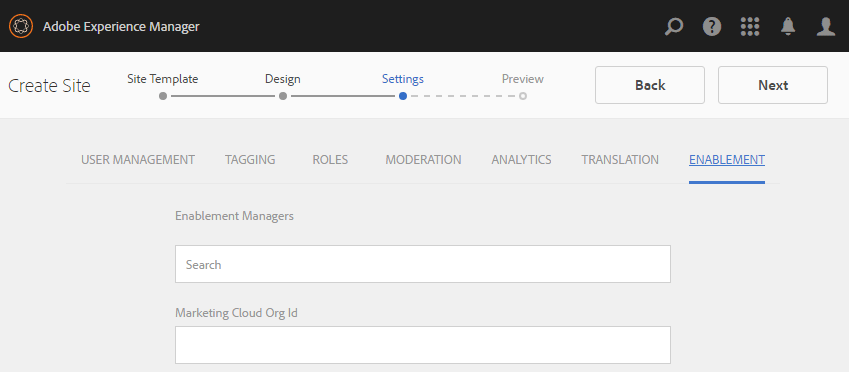 Adobe Experience Manager
Create Site
Site Template Design Settings Preview
Back Next
USER MANAGEMENT TAGGING ROLES MODERATION ANALYTICS TRANSLATION ENABLEMENT
Enablement Managers
Search
Marketing Cloud Org Id